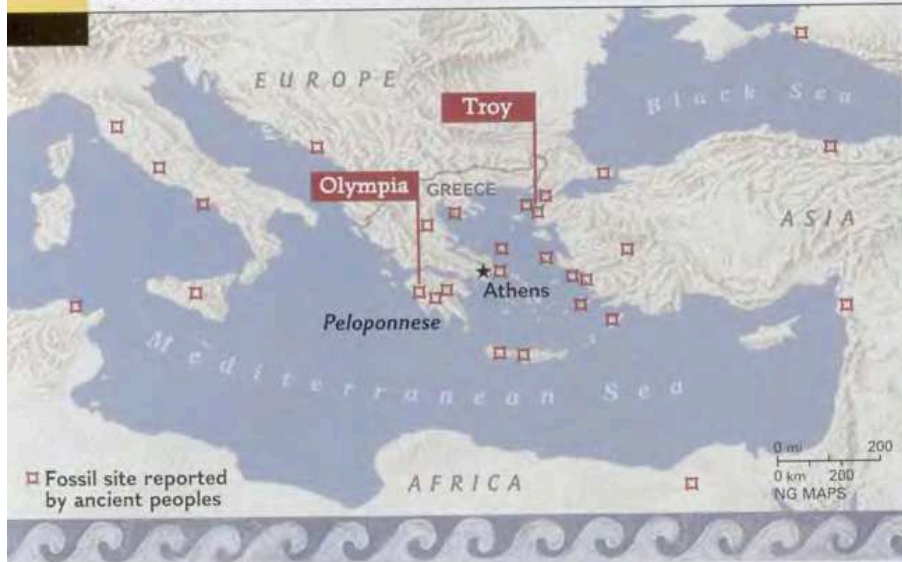 EUROPE
Black Sea
Troy
Olympia
GREECE
ASIA
Athens
Peloponnese
Mediterranean Sea
0 mi 200
0 km 200
NG MAPS
Fossil site reported
by ancient peoples
AFRICA